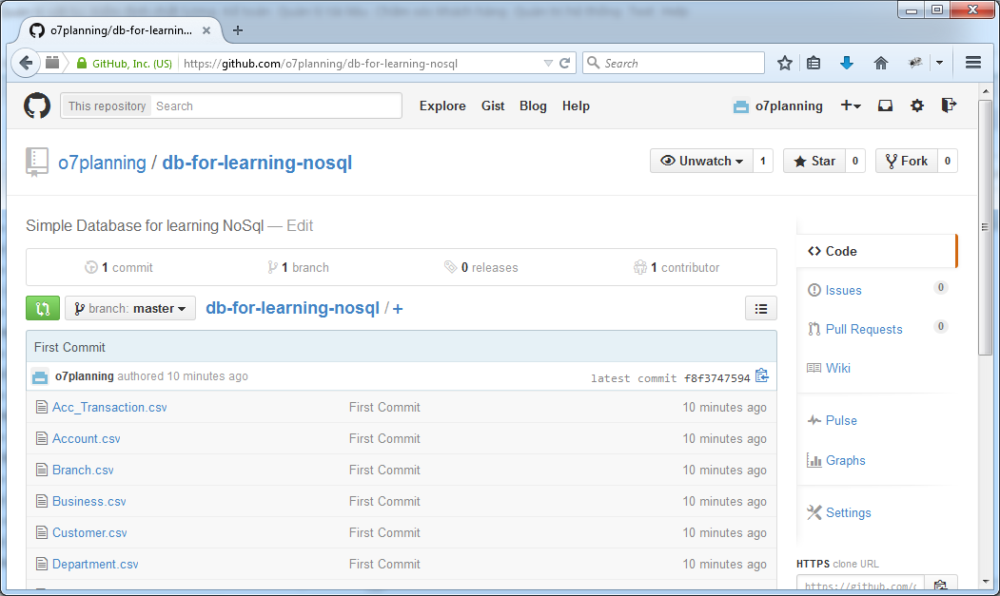 o7planning/db-for-learnin...
GitHub, Inc. (US) https://github.com/o7planning/db-for-learning-nosql Search
This repository Search Explore Gist Blog Help o7planning
o7planning / db-for-learning-nosql Unwatch 1 Star 0 Fork 0
Simple Database for learning NoSql — Edit
1 commit 1 branch 0 releases 1 contributor
branch: master db-for-learning-nosql / +
First Commit
o7planning authored 10 minutes ago latest commit f8f3747594
Acc_Transaction.csv First Commit 10 minutes ago
Account.csv First Commit 10 minutes ago
Branch.csv First Commit 10 minutes ago
Business.csv First Commit 10 minutes ago
Customer.csv First Commit 10 minutes ago
Department.csv First Commit 10 minutes ago
Code
Issues 0
Pull Requests 0
Wiki
Pulse
Graphs
Settings
HTTPS clone URL
https://github.com/